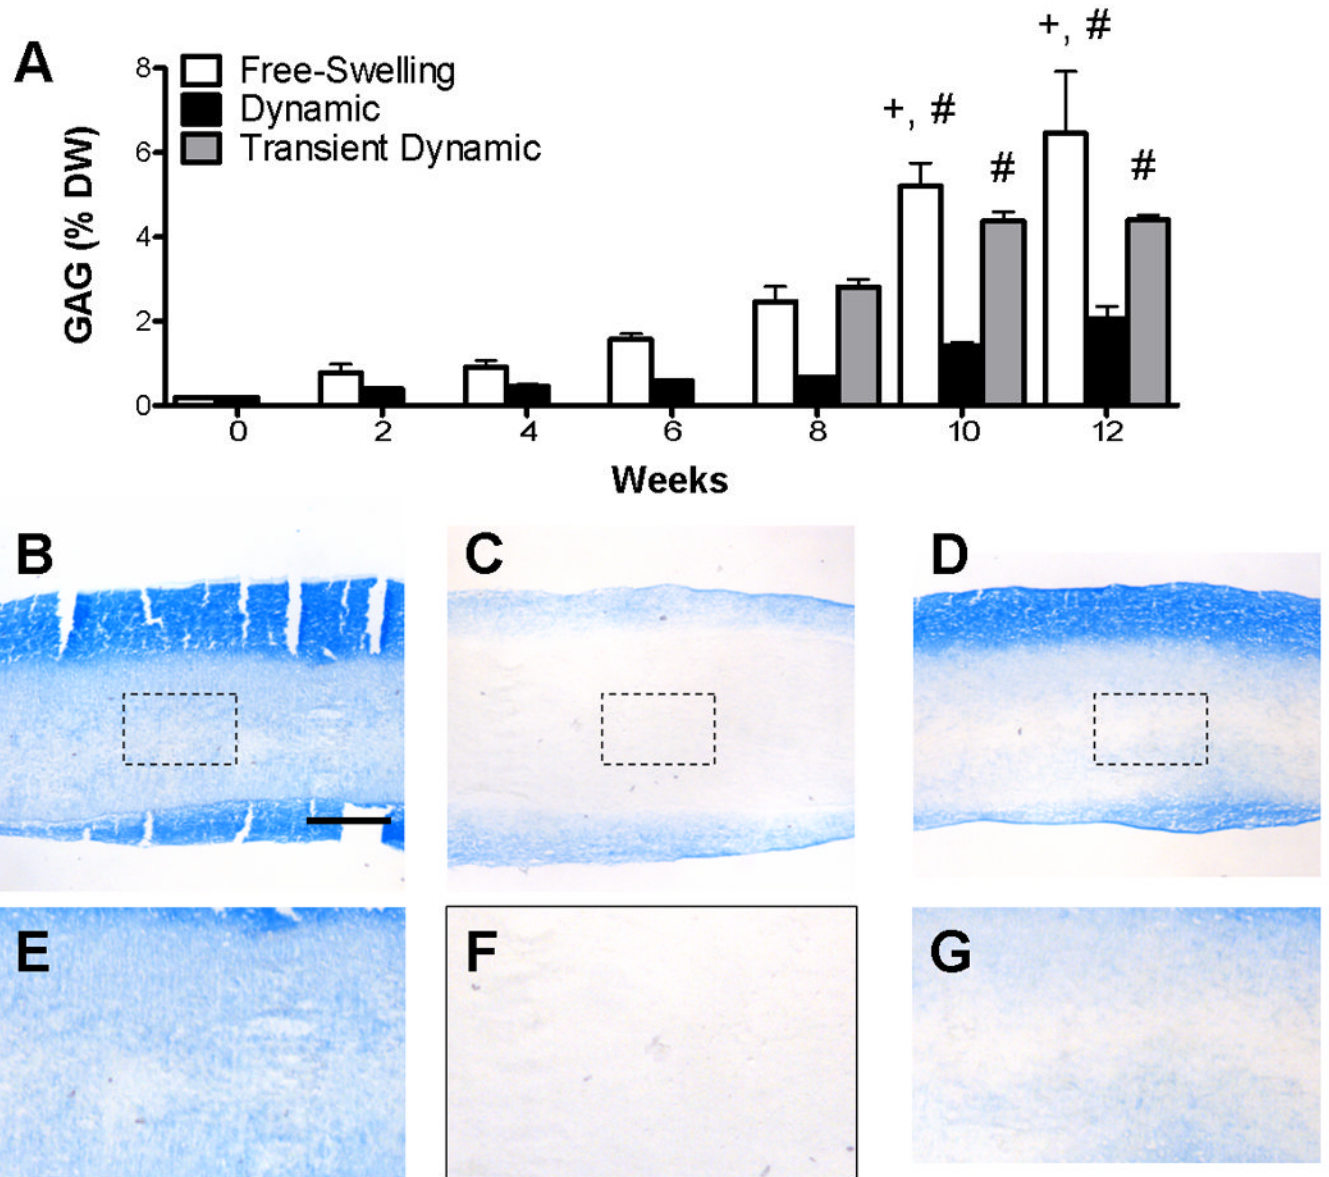 A
+, #
+, #
#
#
Free-Swelling
Dynamic
Transient Dynamic
GAG (% DW)
8
6
4
2
0
0 2 4 6 8 10 12
Weeks
B C D
E F G